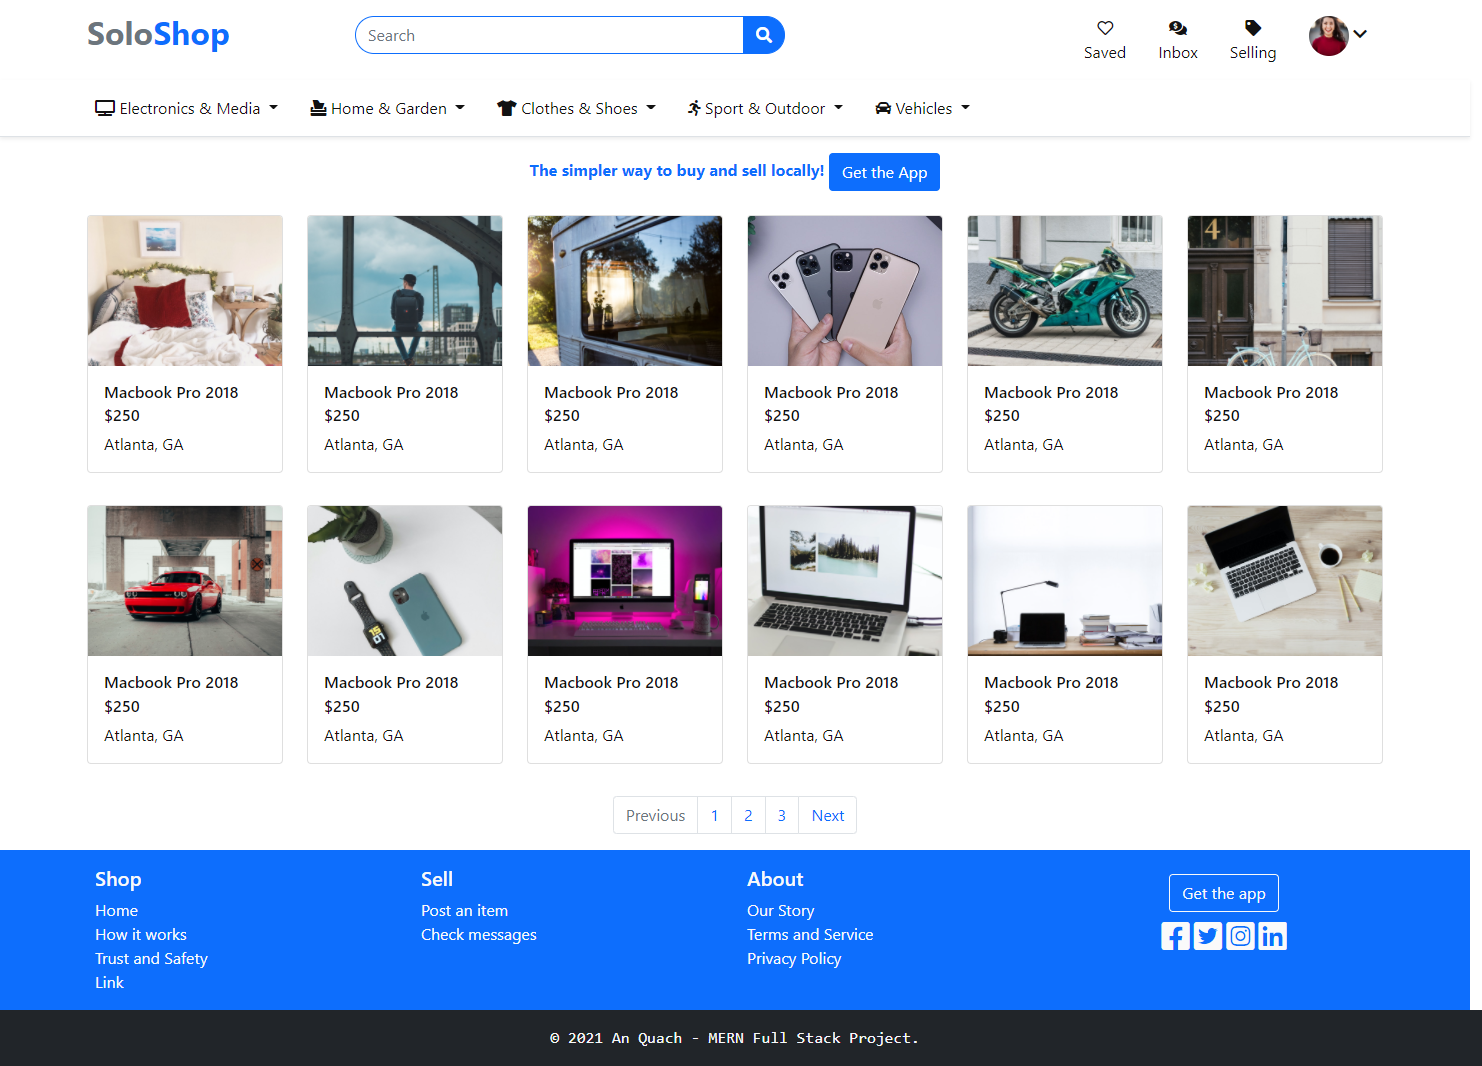 SoloShop
Search
Saved
Inbox
Selling
Electronics & Media
Home & Garden
Clothes & Shoes
Sport & Outdoor
Vehicles
The simpler way to buy and sell locally!
Get the App
4
Macbook Pro 2018
$250
Atlanta, GA
Macbook Pro 2018
$250
Atlanta, GA
Macbook Pro 2018
$250
Atlanta, GA
Macbook Pro 2018
$250
Atlanta, GA
Macbook Pro 2018
$250
Atlanta, GA
Macbook Pro 2018
$250
Atlanta, GA
Macbook Pro 2018
$250
Atlanta, GA
Macbook Pro 2018
$250
Atlanta, GA
Macbook Pro 2018
$250
Atlanta, GA
Macbook Pro 2018
$250
Atlanta, GA
Macbook Pro 2018
$250
Atlanta, GA
Macbook Pro 2018
$250
Atlanta, GA
Previous
1
2
3
Next
Shop
Home
How it works
Trust and Safety
Link
Sell
Post an item
Check messages
About
Our Story
Terms and Service
Privacy Policy
Get the app
© 2021 An Quach - MERN Full Stack Project.